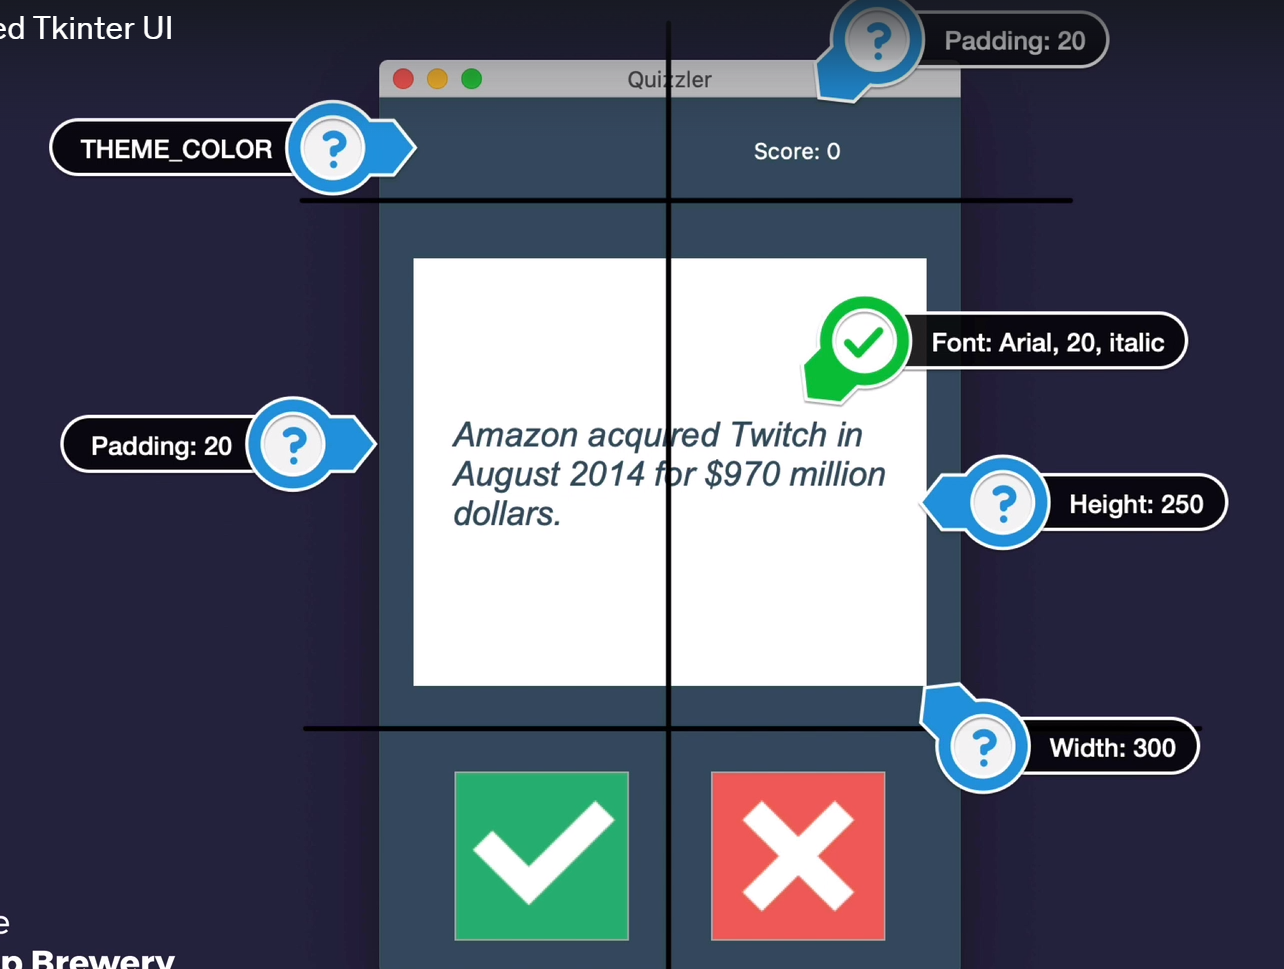 ed Tkinter UI
Padding: 20
Quizzler
THEME_COLOR
Score: 0
Font: Arial, 20, italic
Amazon acquired Twitch in
August 2014 for $970 million
dollars.
Padding: 20
Height: 250
Width: 300
e
p Brewery